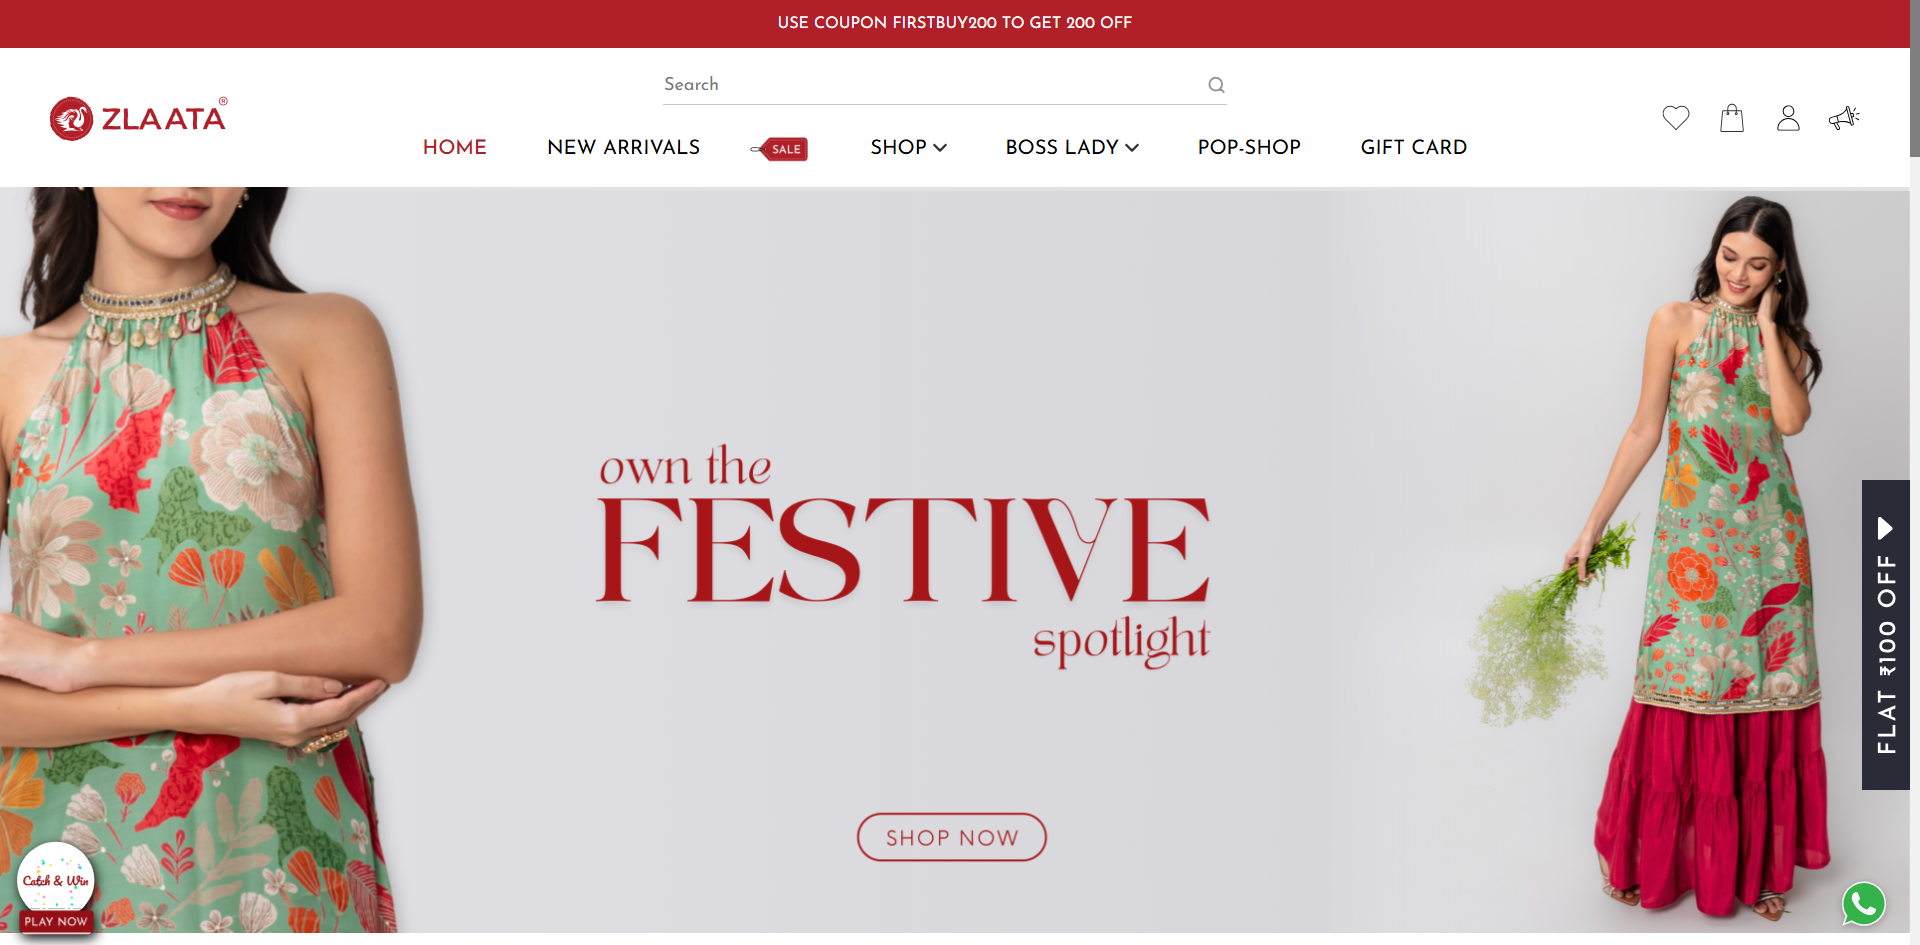 USE COUPON FIRSTBUY200 TO GET 200 OFF
Search
ZLAATA®
HOME
NEW ARRIVALS
SALE
SHOP
BOSS LADY
POP-SHOP
GIFT CARD
own the
FESTIVE
spotlight
FLAT ₹100 OFF
SHOP NOW
Catch & Win
PLAY NOW